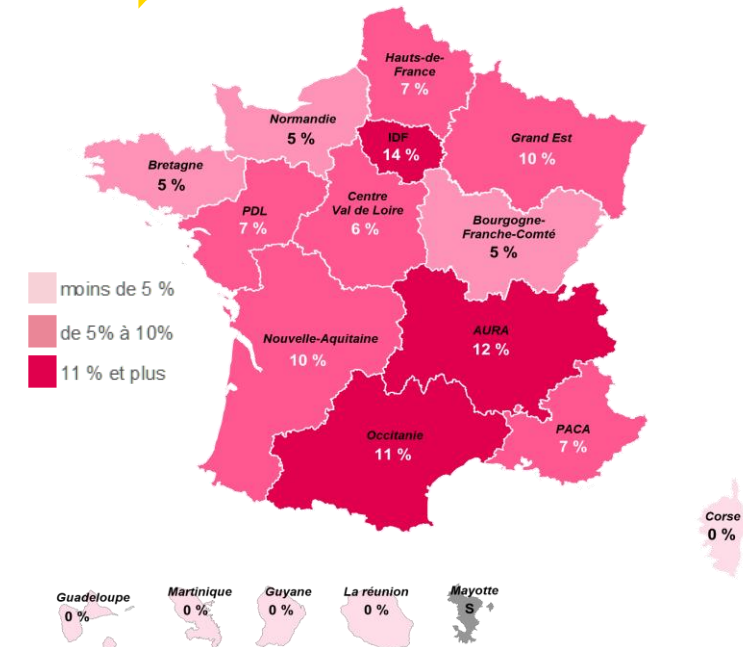 Hauts-de-
France
7 %
Normandie
5 %
IDF
14 %
Grand Est
10 %
Bretagne
5 %
PDL
7 %
Centre
Val de Loire
6 %
Bourgogne-
Franche-Comté
5 %
moins de 5 %
de 5% à 10%
11 % et plus
Nouvelle-Aquitaine
10 %
AURA
12 %
Occitanie
11 %
PACA
7 %
Corse
0 %
Guadeloupe
0 %
Martinique
0 %
Guyane
0 %
La réunion
0 %
Mayotte
S